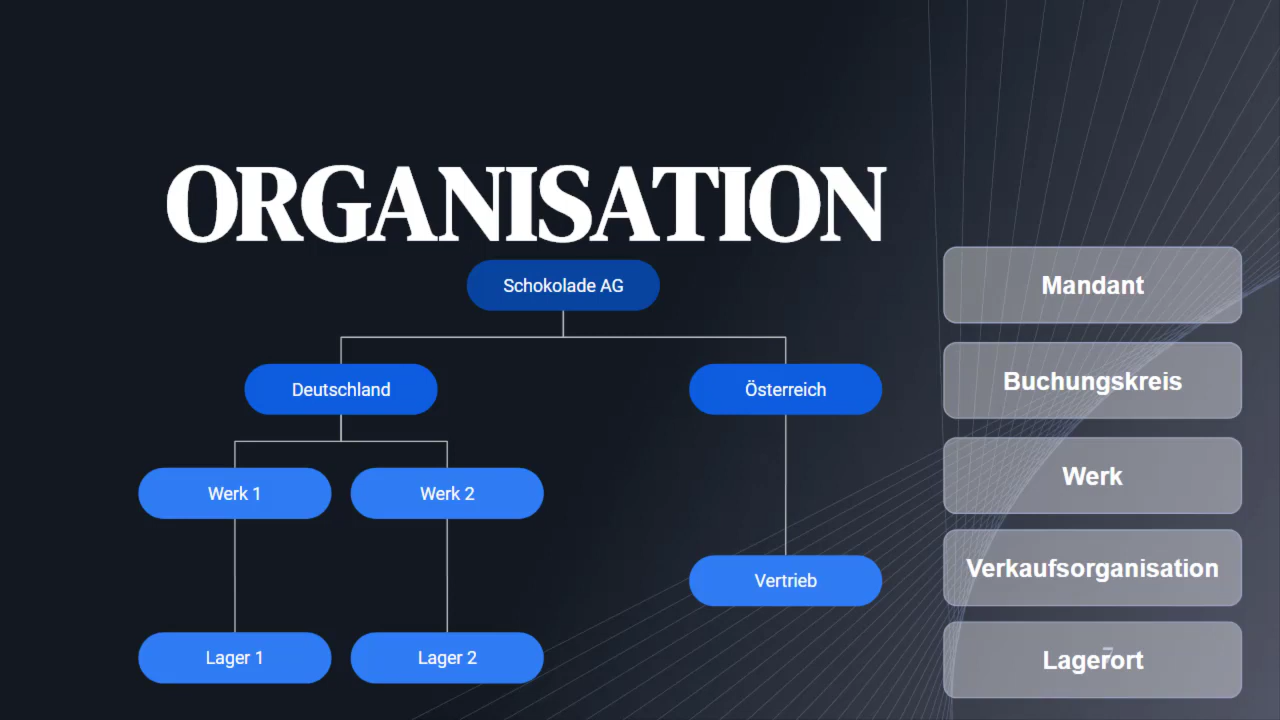 ORGANISATION
Schokolade AG
Mandant
Deutschland
Österreich
Buchungskreis
Werk 1
Werk 2
Werk
Vertrieb
Verkaufsorganisation
Lager 1
Lager 2
Lagerort
7